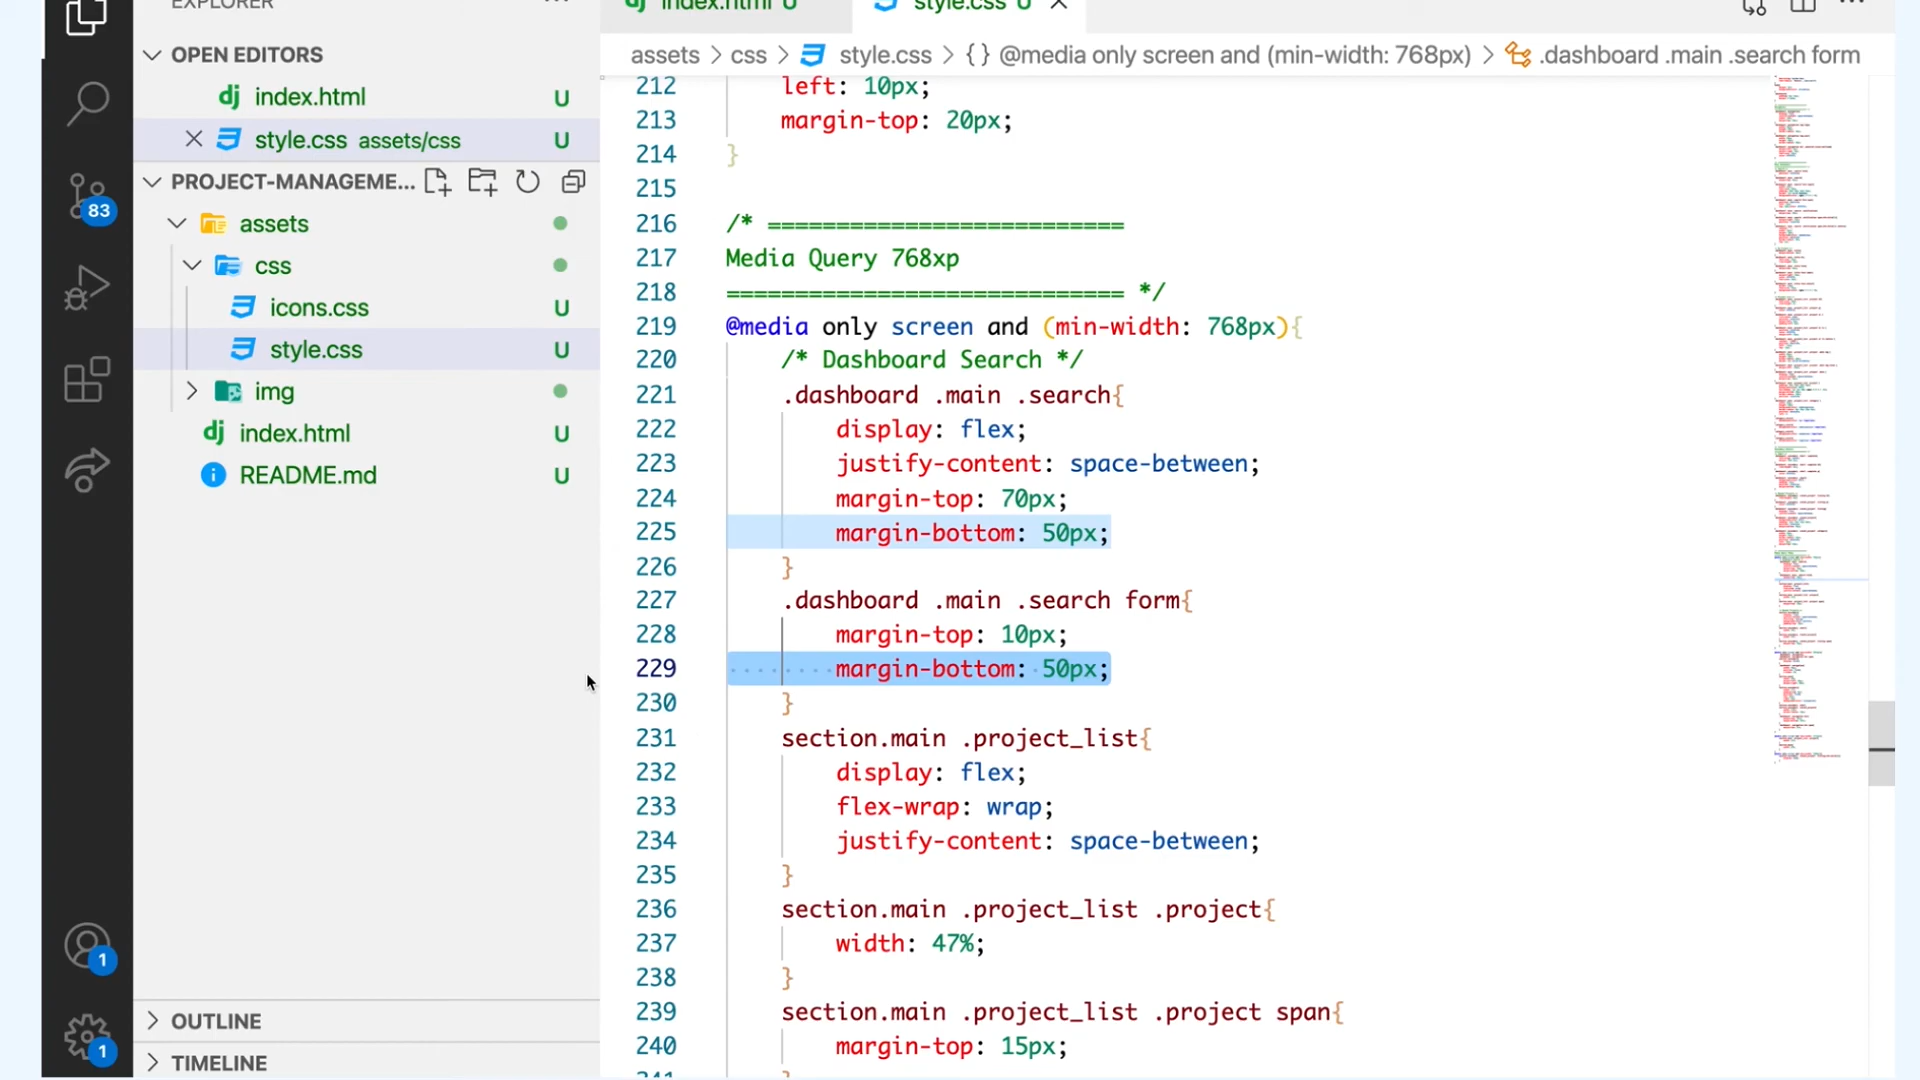 EXPLORER
OPEN EDITORS
index.html U
style.css assets/css U
PROJECT-MANAGEME...
assets
css
icons.css U
style.css U
img
index.html U
README.md U
OUTLINE
TIMELINE
83
1
1
index.html U
style.css U
assets > css > style.css > {} @media only screen and (min-width: 768px) > .dashboard .main .search form
212 left: 10px;
213 margin-top: 20px;
214 }
215
216 /* ==========================
217 Media Query 768xp
218 ============================= */
219 @media only screen and (min-width: 768px){
220 /* Dashboard Search */
221 .dashboard .main .search{
222 display: flex;
223 justify-content: space-between;
224 margin-top: 70px;
225 margin-bottom: 50px;
226 }
227 .dashboard .main .search form{
228 margin-top: 10px;
229 margin-bottom: 50px;
230 }
231 section.main .project_list{
232 display: flex;
233 flex-wrap: wrap;
234 justify-content: space-between;
235 }
236 section.main .project_list .project{
237 width: 47%;
238 }
239 section.main .project_list .project span{
240 margin-top: 15px;